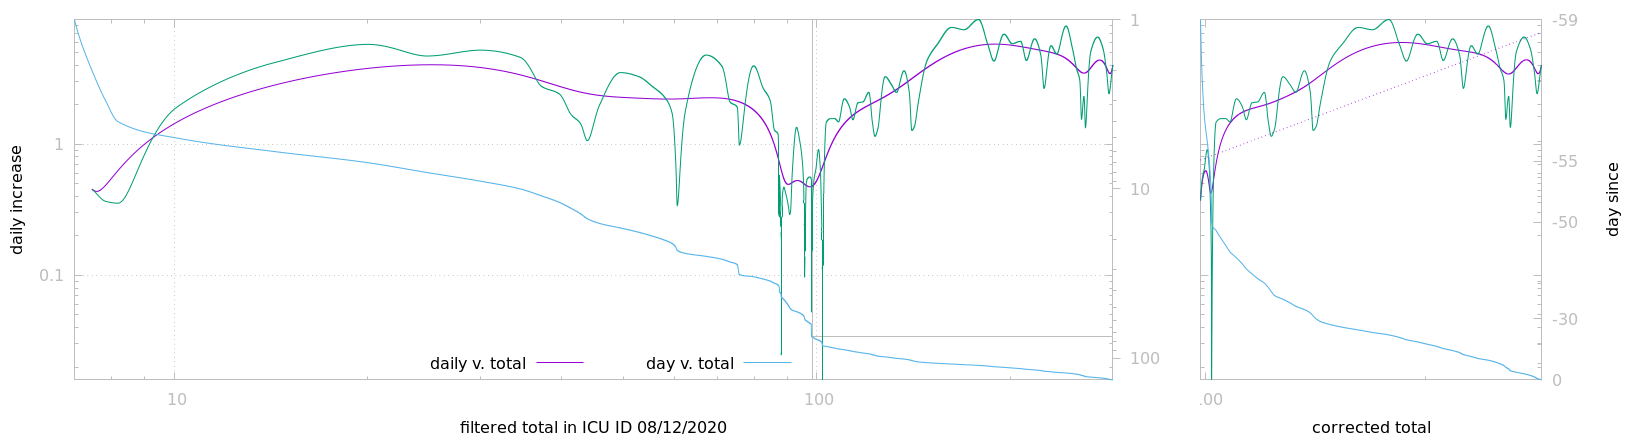 1
-59
1
-55
daily increase
10
day since
-50
0.1
-30
daily v. total
day v. total
100
0
10
100
.00
filtered total in ICU ID 08/12/2020
corrected total